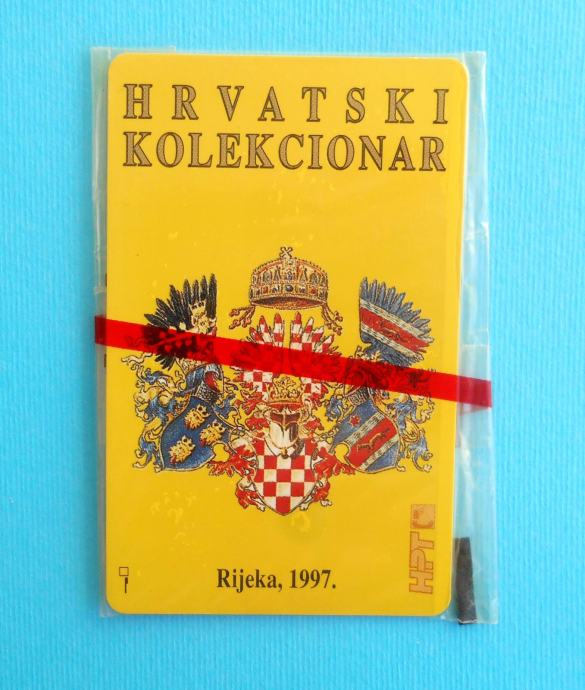 HRVATSKI
KOLEKCIONAR
HPT
Rijeka, 1997.